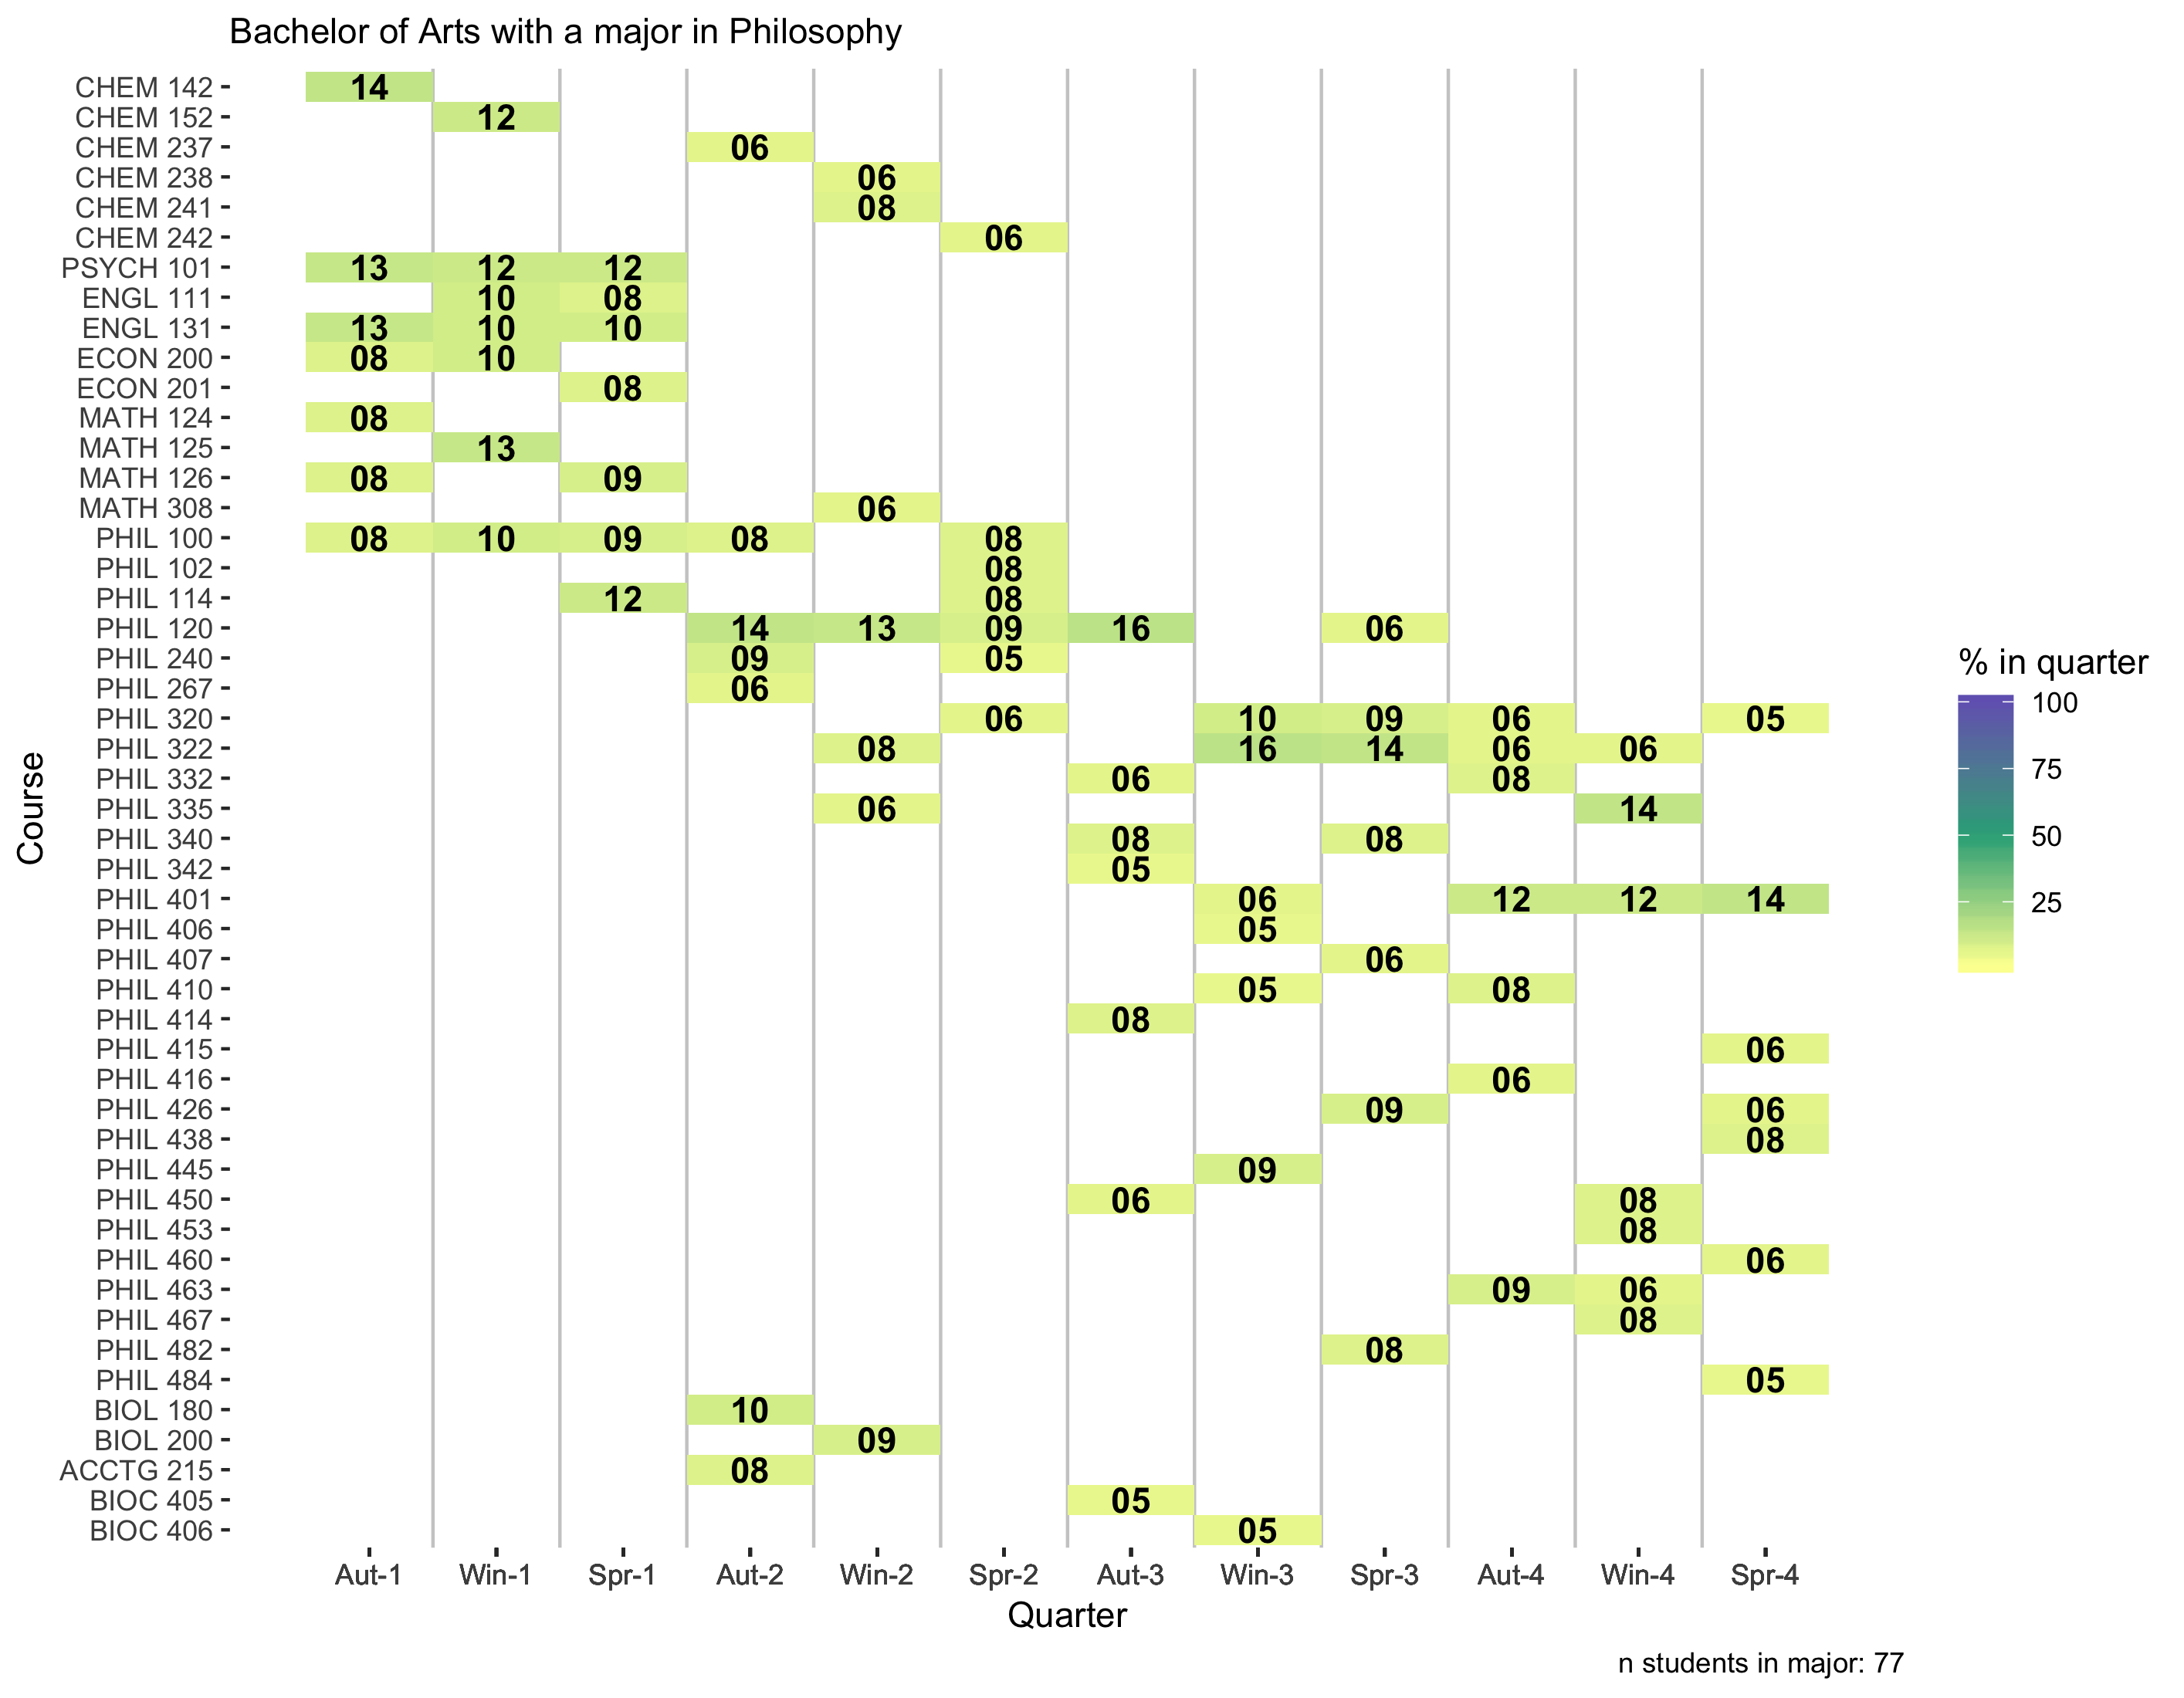 Bachelor of Arts with a major in Philosophy
CHEM 142 14
CHEM 152 12
CHEM 237 06
CHEM 238 06
CHEM 241 08
CHEM 242 06
PSYCH 101 13 12 12
ENGL 111 10 08
ENGL 131 13 10 10
ECON 200 08 10
ECON 201 08
MATH 124 08
MATH 125 13
MATH 126 08 09
MATH 308 06
PHIL 100 08 10 09 08 08
PHIL 102 08
PHIL 114 12 08
PHIL 120 14 13 09 16 06
PHIL 240 09 05
PHIL 267 06
PHIL 320 06 10 09 06 05
PHIL 322 08 16 14 06 06
PHIL 332 06 08
PHIL 335 06 14
PHIL 340 08 08
PHIL 342 05
PHIL 401 06 12 12 14
PHIL 406 05
PHIL 407 06
PHIL 410 05 08
PHIL 414 08
PHIL 415 06
PHIL 416 06
PHIL 426 09 06
PHIL 438 08
PHIL 445 09
PHIL 450 06 08
PHIL 453 08
PHIL 460 06
PHIL 463 09 06
PHIL 467 08
PHIL 482 08
PHIL 484 05
BIOL 180 10
BIOL 200 09
ACCTG 215 08
BIOC 405 05
BIOC 406 05
Course
Aut-1 Win-1 Spr-1 Aut-2 Win-2 Spr-2 Aut-3 Win-3 Spr-3 Aut-4 Win-4 Spr-4
Quarter
% in quarter
100
75
50
25
n students in major: 77